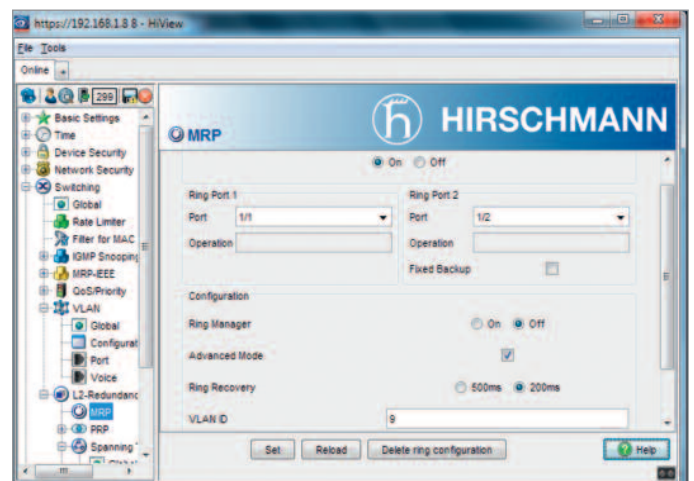 https://192.168.1.8 8 - HiView
File Tools
Online +
299
Basic Settings
Time
Device Security
Network Security
Switching
Global
Rate Limiter
Filter for MAC
IGMP Snooping
MRP-IEEE
QoS/Priority
VLAN
Global
Configurat
Port
Voice
L2-Redundanc
MRP
PRP
Spanning
MRP
HIRSCHMANN
On Off
Ring Port 1
Port 1/1
Operation
Ring Port 2
Port 1/2
Operation
Fixed Backup
Configuration
Ring Manager On Off
Advanced Mode
Ring Recovery 500ms 200ms
VLAN ID 9
Set Reload Delete ring configuration Help